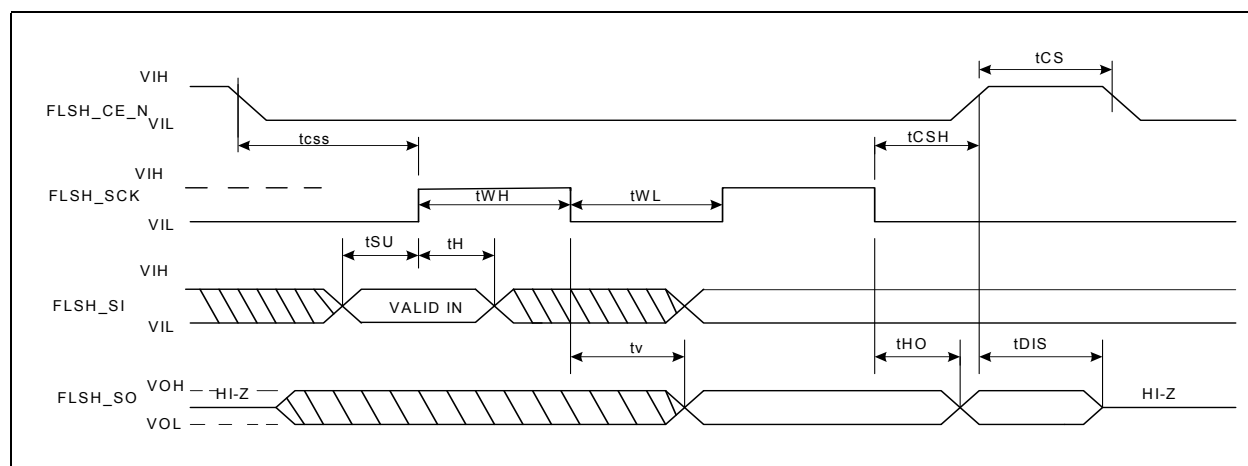 VIH
tCS
FLSH_CE_N
VIL
tcss
tCSH
VIH
FLSH_SCK
tWH
tWL
VIL
tSU
tH
VIH
FLSH_SI
VALID IN
VIL
tv
tHO
tDIS
VOH
HI-Z
HI-Z
FLSH_SO
VOL